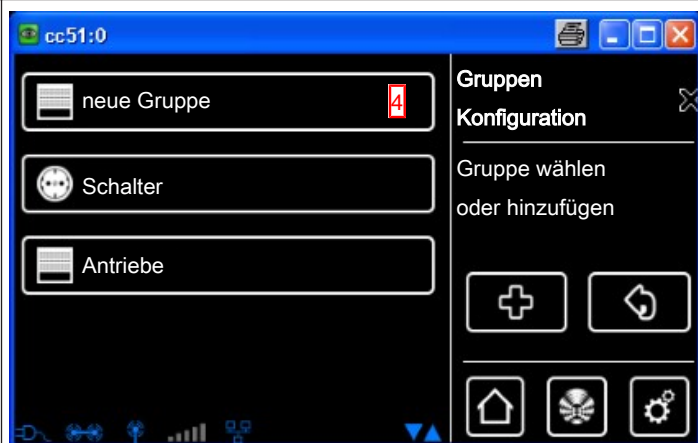 cc51:0
neue Gruppe
4
Schalter
Antriebe
Gruppen
Konfiguration
Gruppe wählen
oder hinzufügen